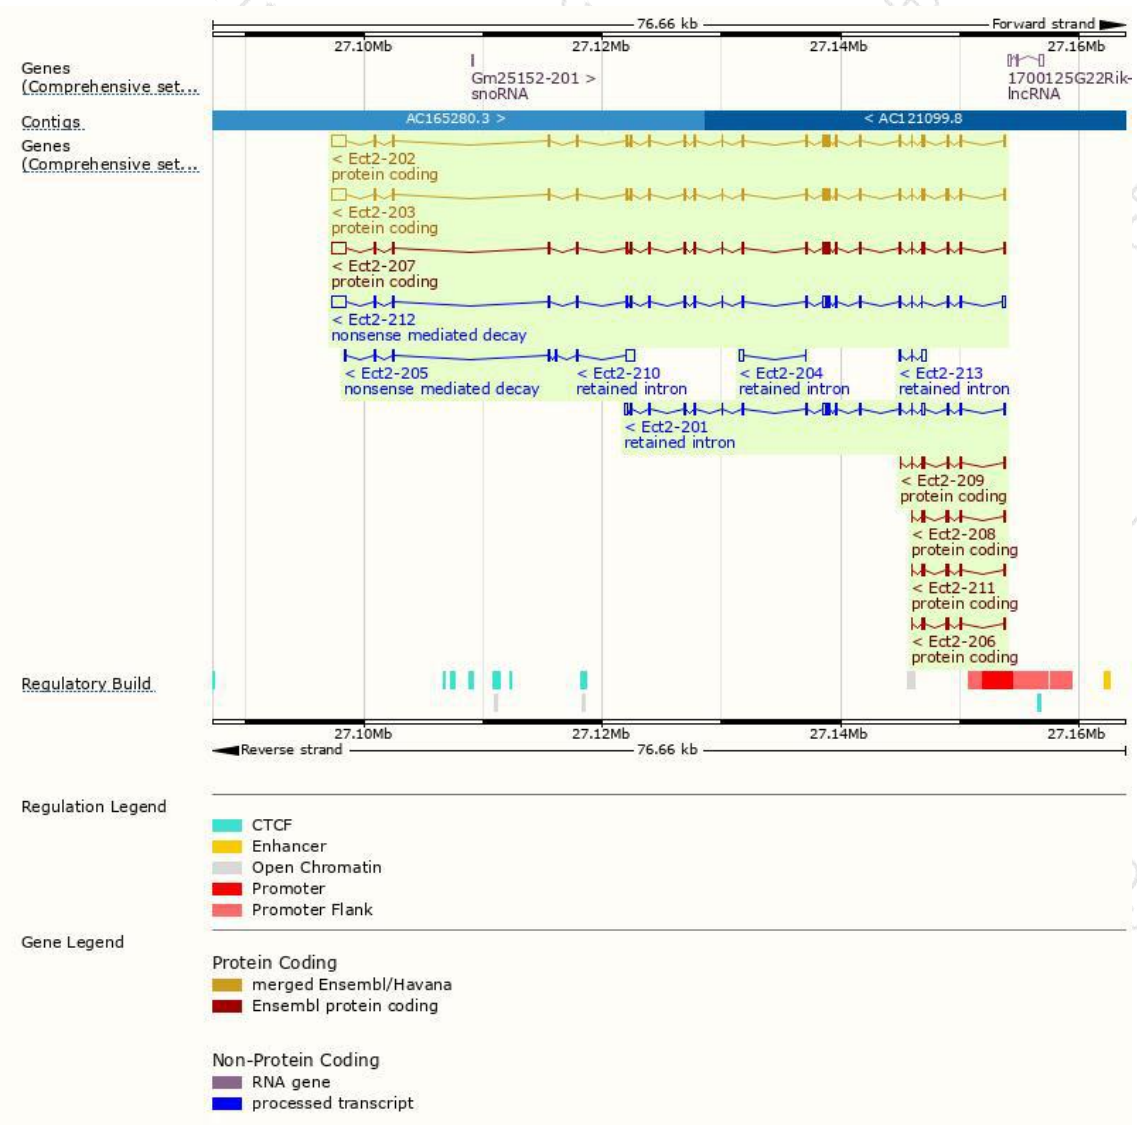 76.66 kb Forward strand
27.10Mb 27.12Mb 27.14Mb 27.16Mb
Genes
(Comprehensive set...
Gm25152-201 >
snoRNA
1700125G22Rik-
lncRNA
Contigs
AC165280.3 >
< AC121099.8
Genes
(Comprehensive set...
< Ect2-202
protein coding
< Ect2-203
protein coding
< Ect2-207
protein coding
< Ect2-212
nonsense mediated decay
< Ect2-205 < Ect2-210 < Ect2-204 < Ect2-213
nonsense mediated decay retained intron retained intron retained intron
< Ect2-201
retained intron
< Ect2-209
protein coding
< Ect2-208
protein coding
< Ect2-211
protein coding
< Ect2-206
protein coding
Regulatory Build
27.10Mb 27.12Mb 27.14Mb 27.16Mb
Reverse strand 76.66 kb
Regulation Legend
CTCF
Enhancer
Open Chromatin
Promoter
Promoter Flank
Gene Legend
Protein Coding
merged Ensembl/Havana
Ensembl protein coding
Non-Protein Coding
RNA gene
processed transcript